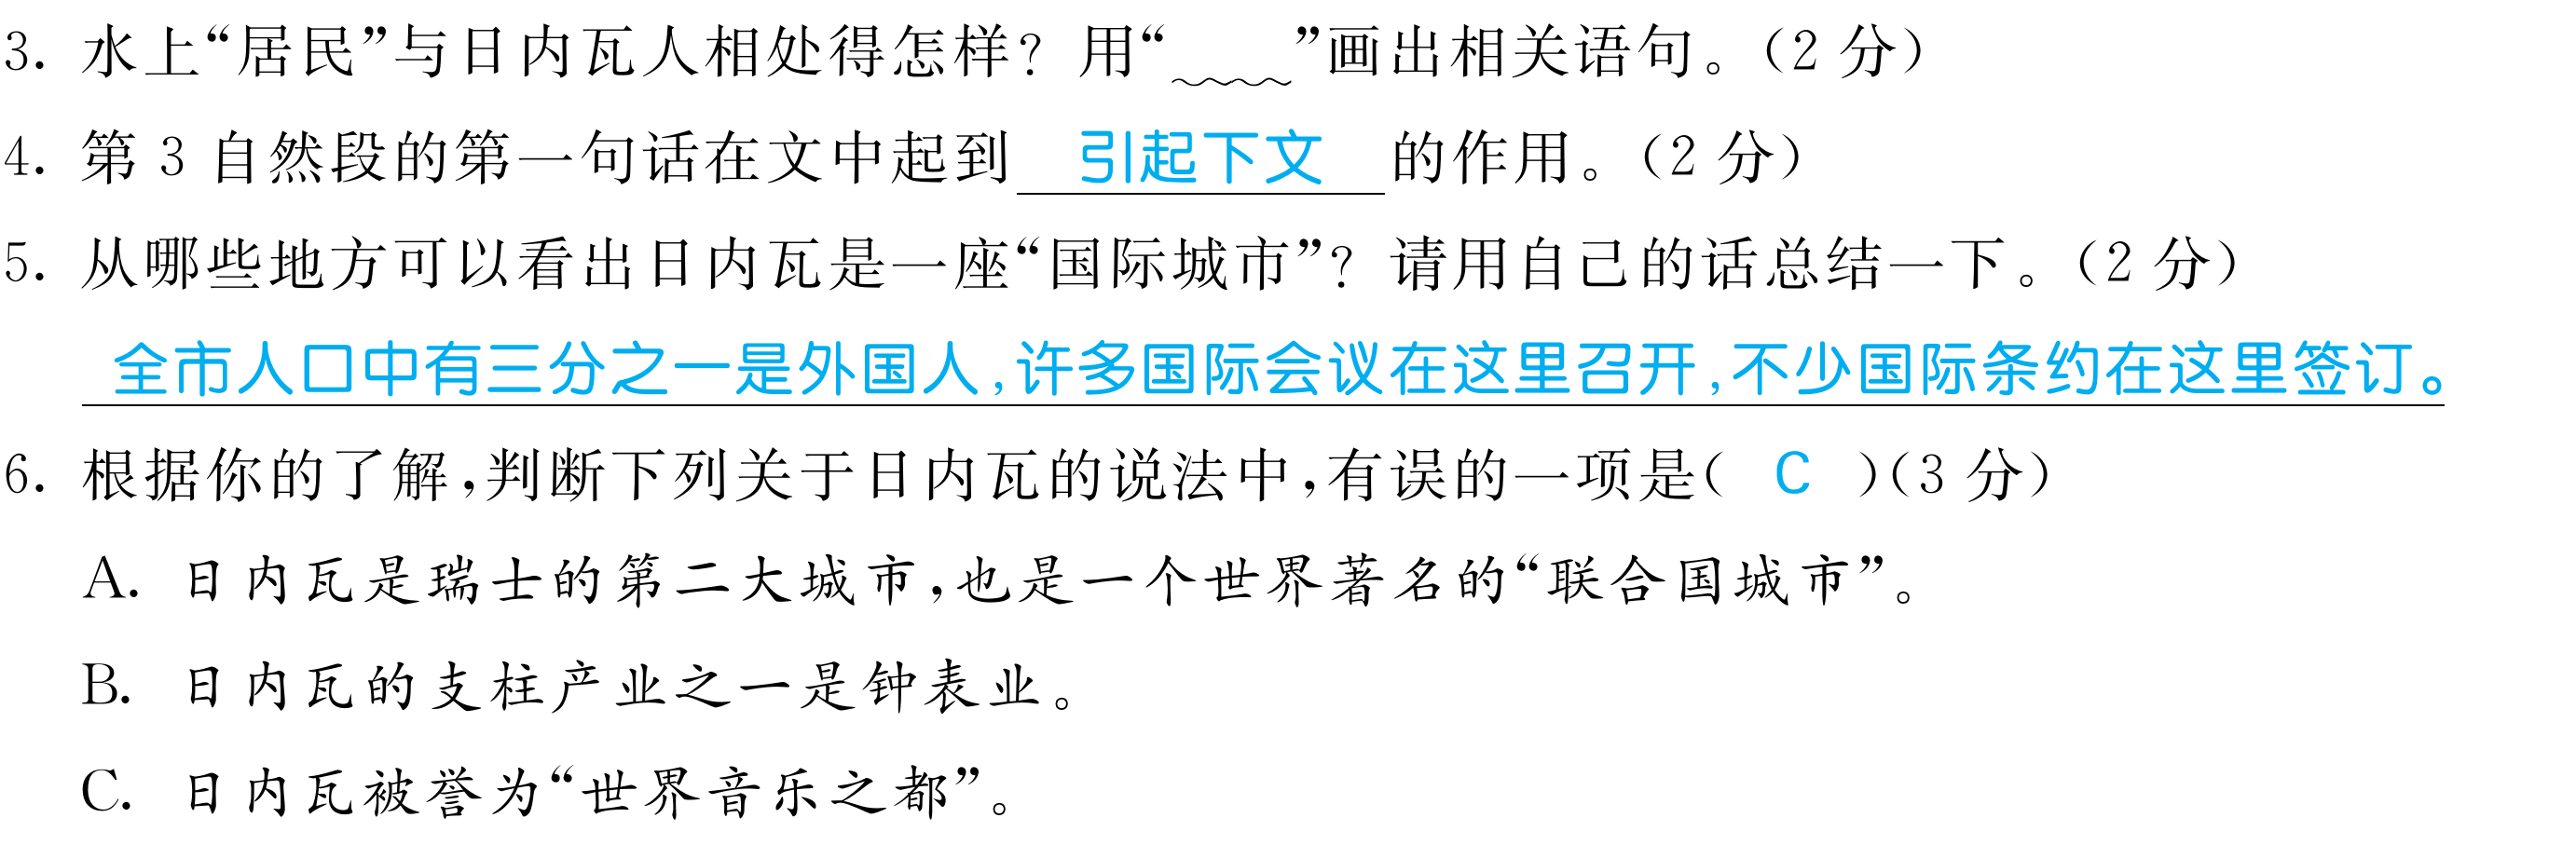 3. 水上“居民”与日内瓦人相处得怎样？用“﹏﹏”画出相关语句。（2 分）
4. 第 3 自然段的第一句话在文中起到 引起下文 的作用。（2 分）
5. 从哪些地方可以看出日内瓦是一座“国际城市”？请用自己的话总结一下。（2 分）
全市人口中有三分之一是外国人,许多国际会议在这里召开,不少国际条约在这里签订。
6. 根据你的了解,判断下列关于日内瓦的说法中,有误的一项是( C )(3 分)
A. 日内瓦是瑞士的第二大城市,也是一个世界著名的“联合国城市”。
B. 日内瓦的支柱产业之一是钟表业。
C. 日内瓦被誉为“世界音乐之都”。